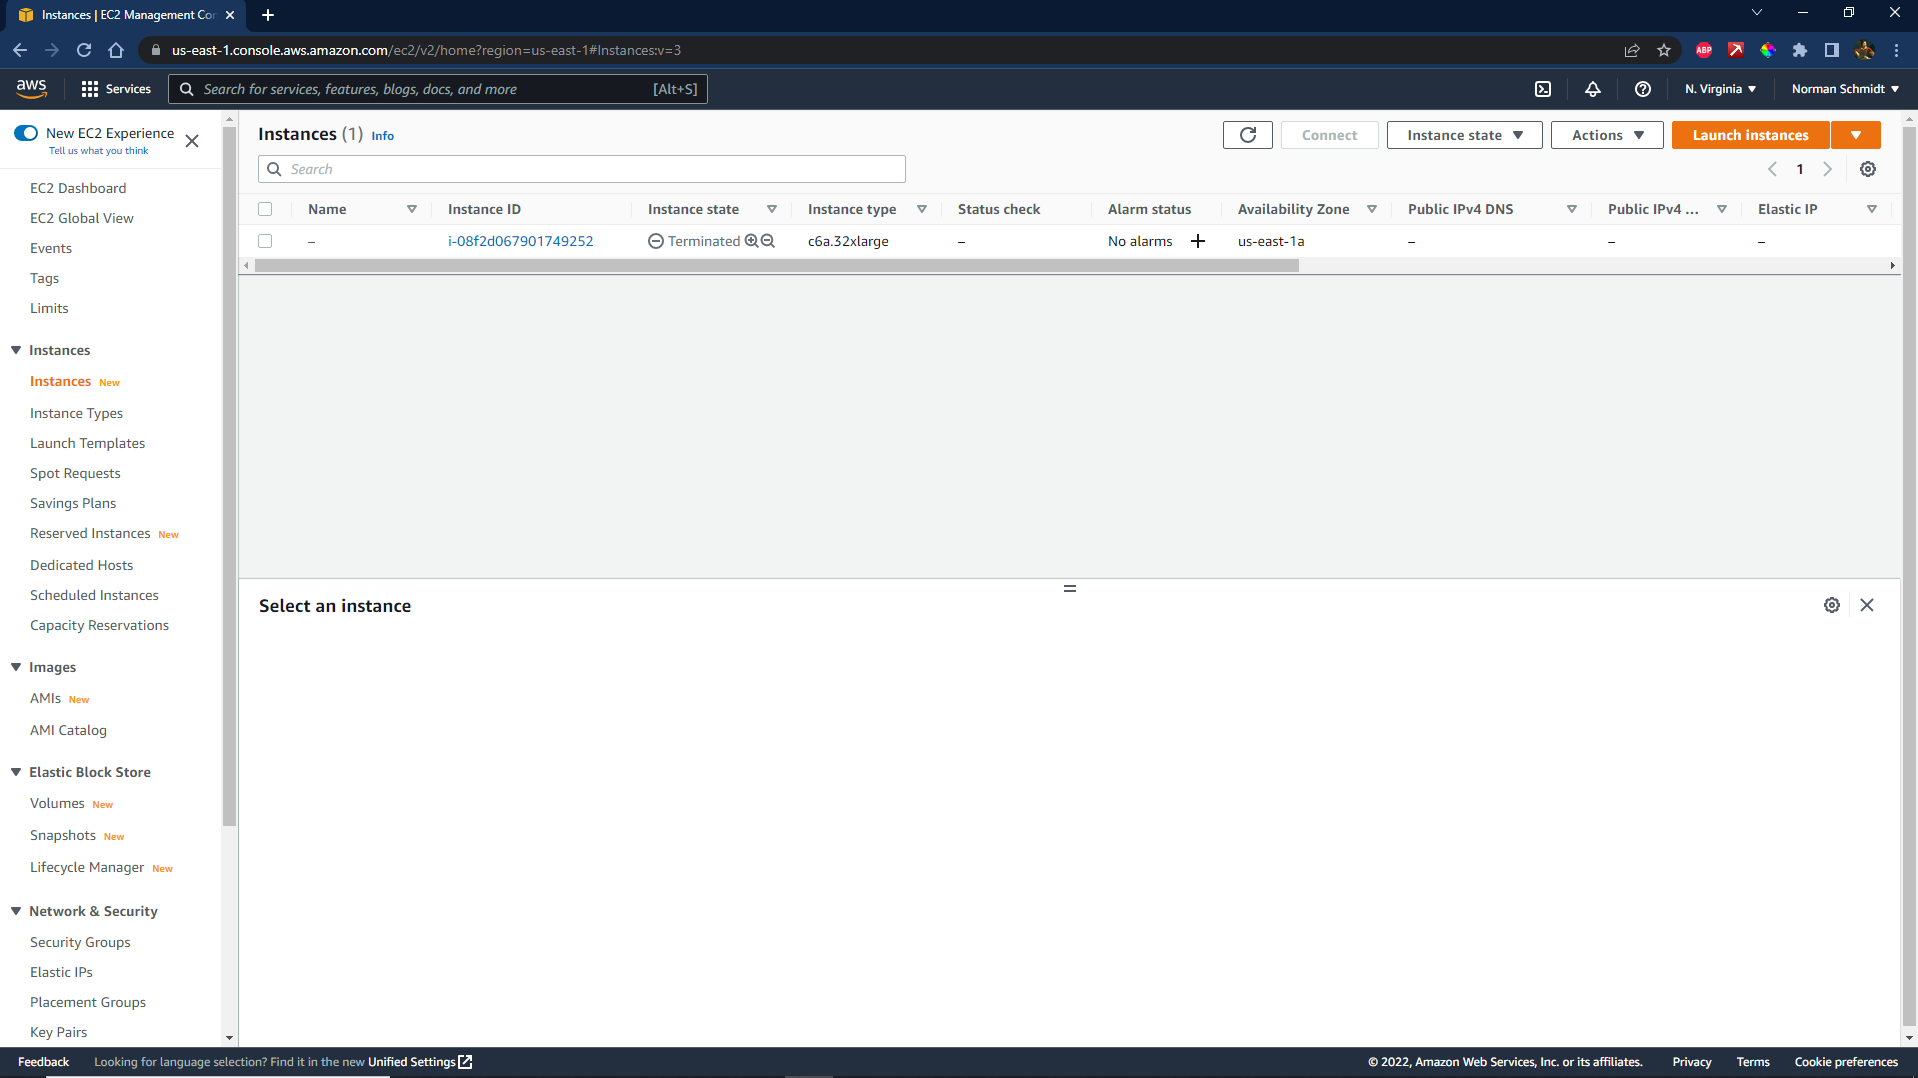 Instances | EC2 Management Con
us-east-1.console.aws.amazon.com/ec2/v2/home?region=us-east-1#Instances:v=3
ABP
aws
Services
Search for services, features, blogs, docs, and more
[Alt+S]
N. Virginia
Norman Schmidt
New EC2 Experience
Tell us what you think
EC2 Dashboard
EC2 Global View
Events
Tags
Limits
Instances
Instances New
Instance Types
Launch Templates
Spot Requests
Savings Plans
Reserved Instances New
Dedicated Hosts
Scheduled Instances
Capacity Reservations
Images
AMIs New
AMI Catalog
Elastic Block Store
Volumes New
Snapshots New
Lifecycle Manager New
Network & Security
Security Groups
Elastic IPs
Placement Groups
Key Pairs
Instances (1) Info
Connect
Instance state
Actions
Launch instances
Search
1
Name Instance ID Instance state Instance type Status check Alarm status Availability Zone Public IPv4 DNS Public IPv4 ... Elastic IP
– i-08f2d067901749252 Terminated c6a.32xlarge – No alarms + us-east-1a – – –
Select an instance
Feedback
Looking for language selection? Find it in the new Unified Settings
© 2022, Amazon Web Services, Inc. or its affiliates.
Privacy
Terms
Cookie preferences